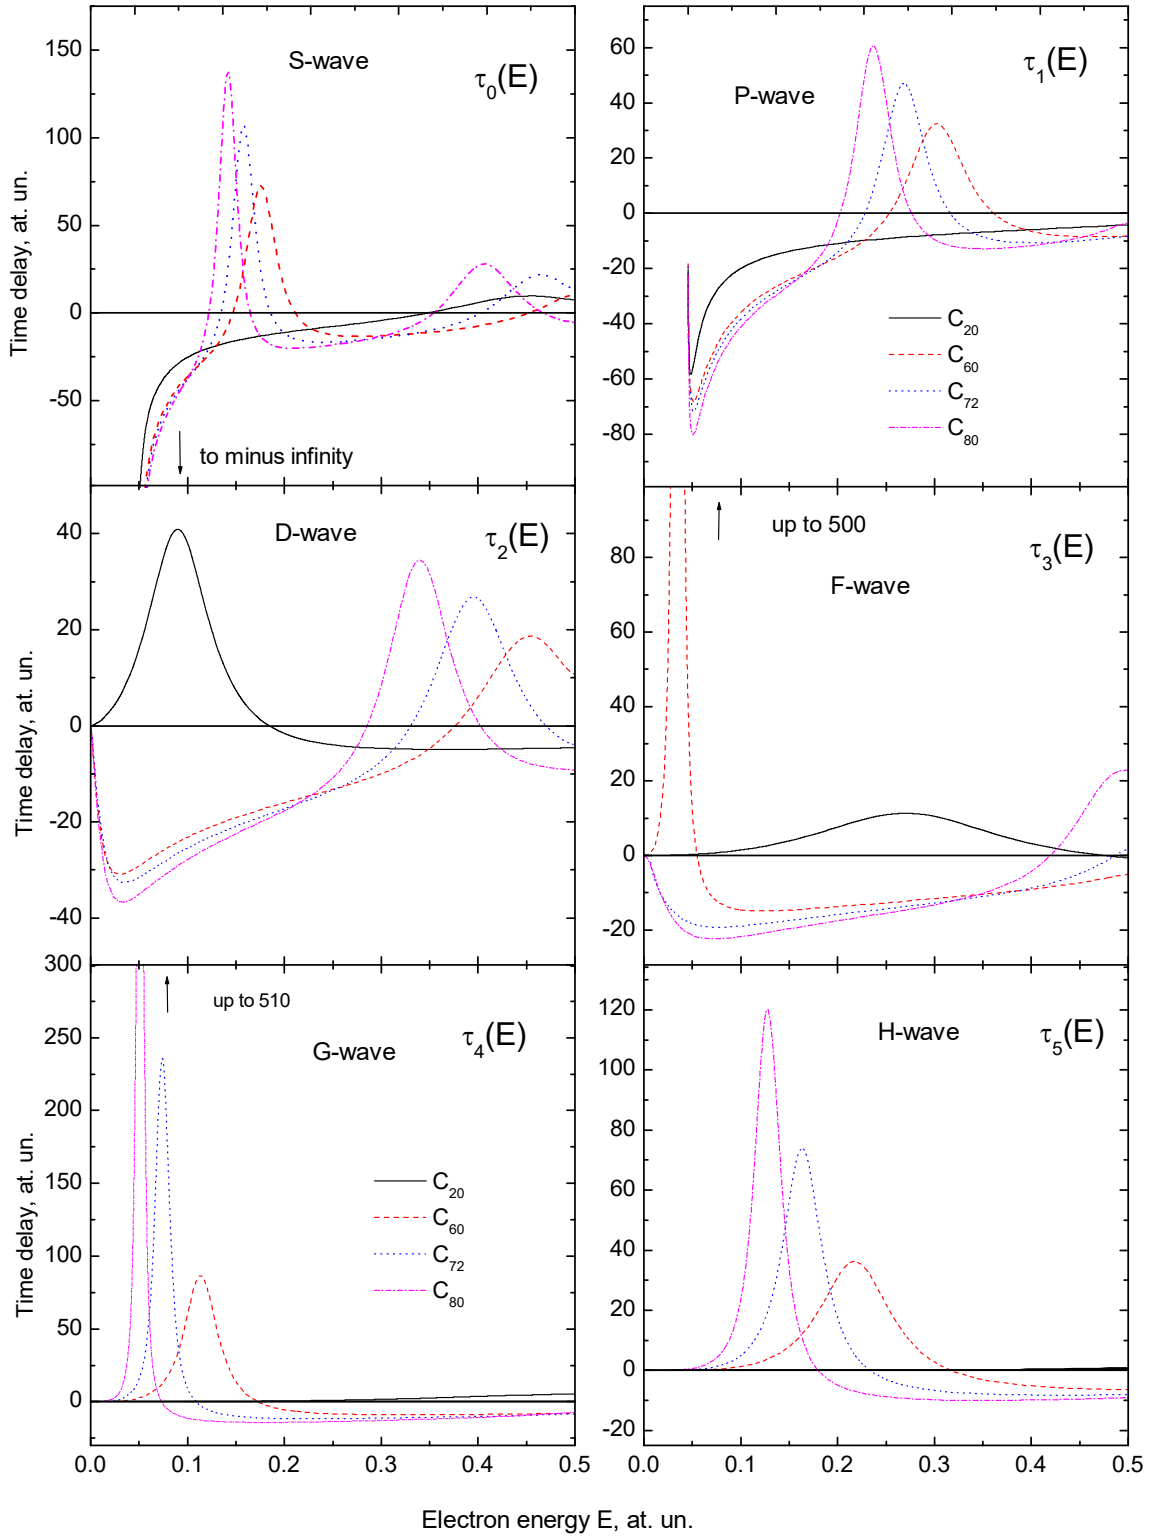 S-wave
τ0(E)
150
100
50
0
-50
Time delay, at. un.
to minus infinity
P-wave
τ1(E)
60
40
20
0
-20
-40
-60
-80
C20
C60
C72
C80
D-wave
τ2(E)
40
20
0
-20
-40
Time delay, at. un.
up to 500
F-wave
τ3(E)
80
60
40
20
0
-20
up to 510
G-wave
τ4(E)
300
250
200
150
100
50
0
Time delay, at. un.
C20
C60
C72
C80
0.0 0.1 0.2 0.3 0.4 0.5
H-wave
τ5(E)
120
100
80
60
40
20
0
-20
0.0 0.1 0.2 0.3 0.4 0.5
Electron energy E, at. un.